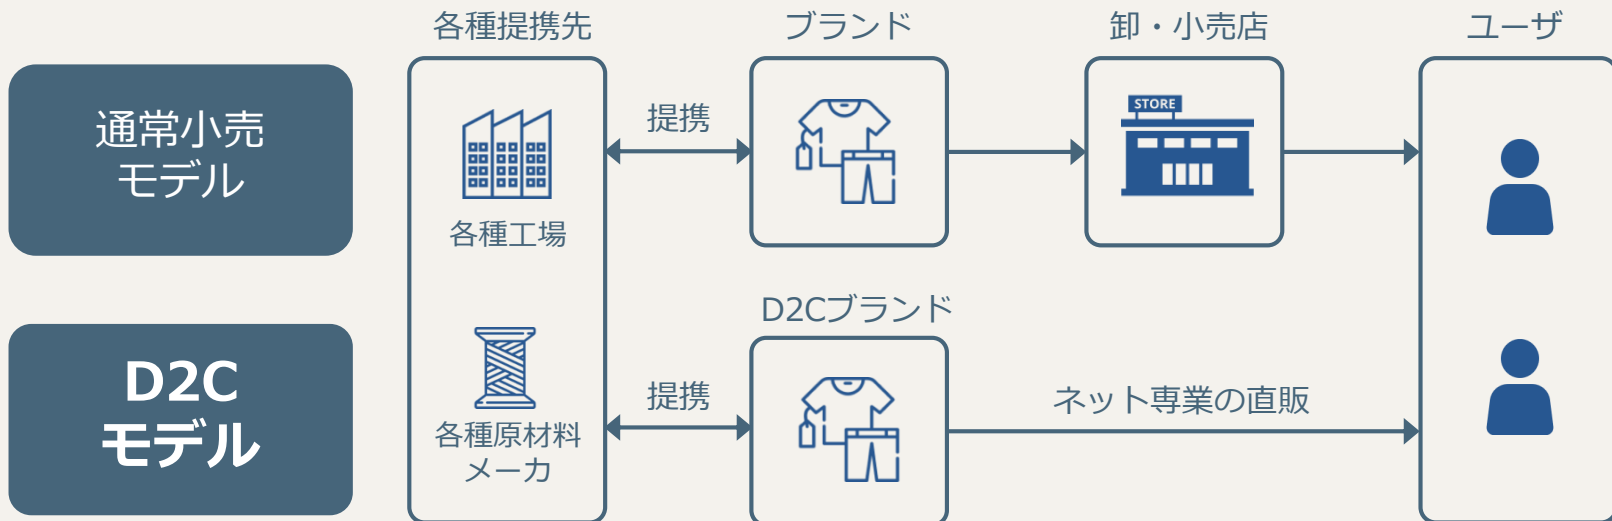 各種提携先
ブランド
卸・小売店
ユーザ
通常小売
モデル
提携
STORE
各種工場
D2Cブランド
D2C
モデル
提携
ネット専業の直販
各種原材料
メーカ